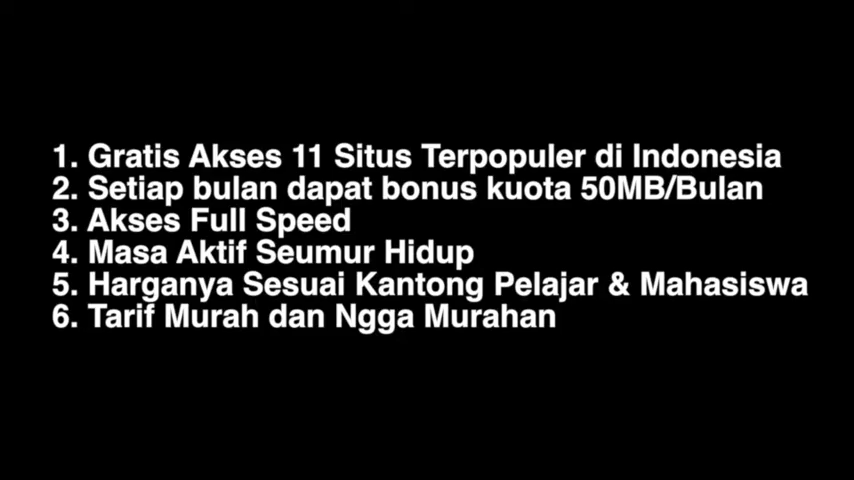 1. Gratis Akses 11 Situs Terpopuler di Indonesia
2. Setiap bulan dapat bonus kuota 50MB/Bulan
3. Akses Full Speed
4. Masa Aktif Seumur Hidup
5. Harganya Sesuai Kantong Pelajar & Mahasiswa
6. Tarif Murah dan Ngga Murahan